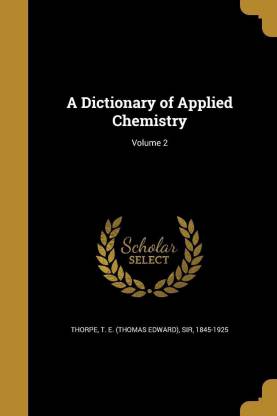 A Dictionary of Applied
Chemistry
Volume 2
Scholar
SELECT
THORPE, T. E. (THOMAS EDWARD), SIR, 1845-1925